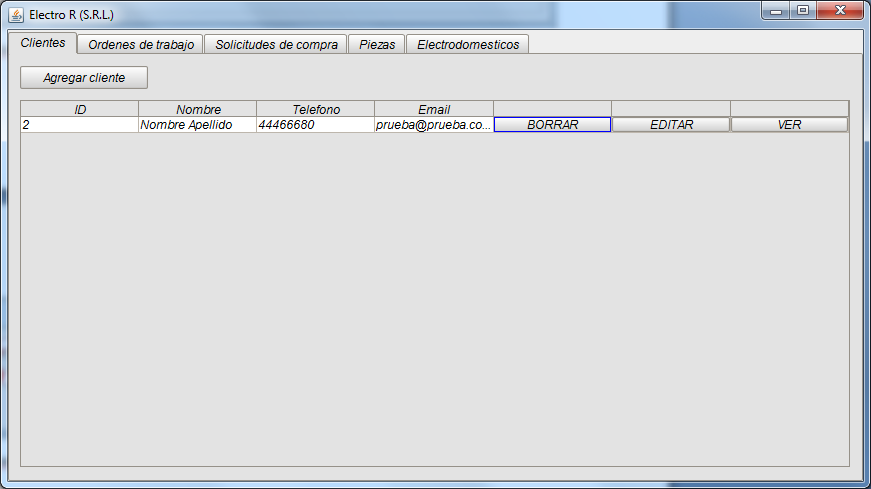 Electro R (S.R.L.)
Clientes Ordenes de trabajo Solicitudes de compra Piezas Electrodomesticos
Agregar cliente
ID Nombre Telefono Email
2 Nombre Apellido 44466680 prueba@prueba.co... BORRAR EDITAR VER